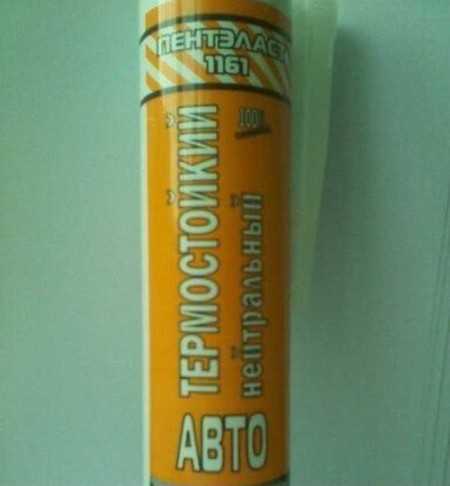 ПЕНТЭЛАСТ
1161
ТЕРМОСТОЙКИЙ
нейтральный
АВТО